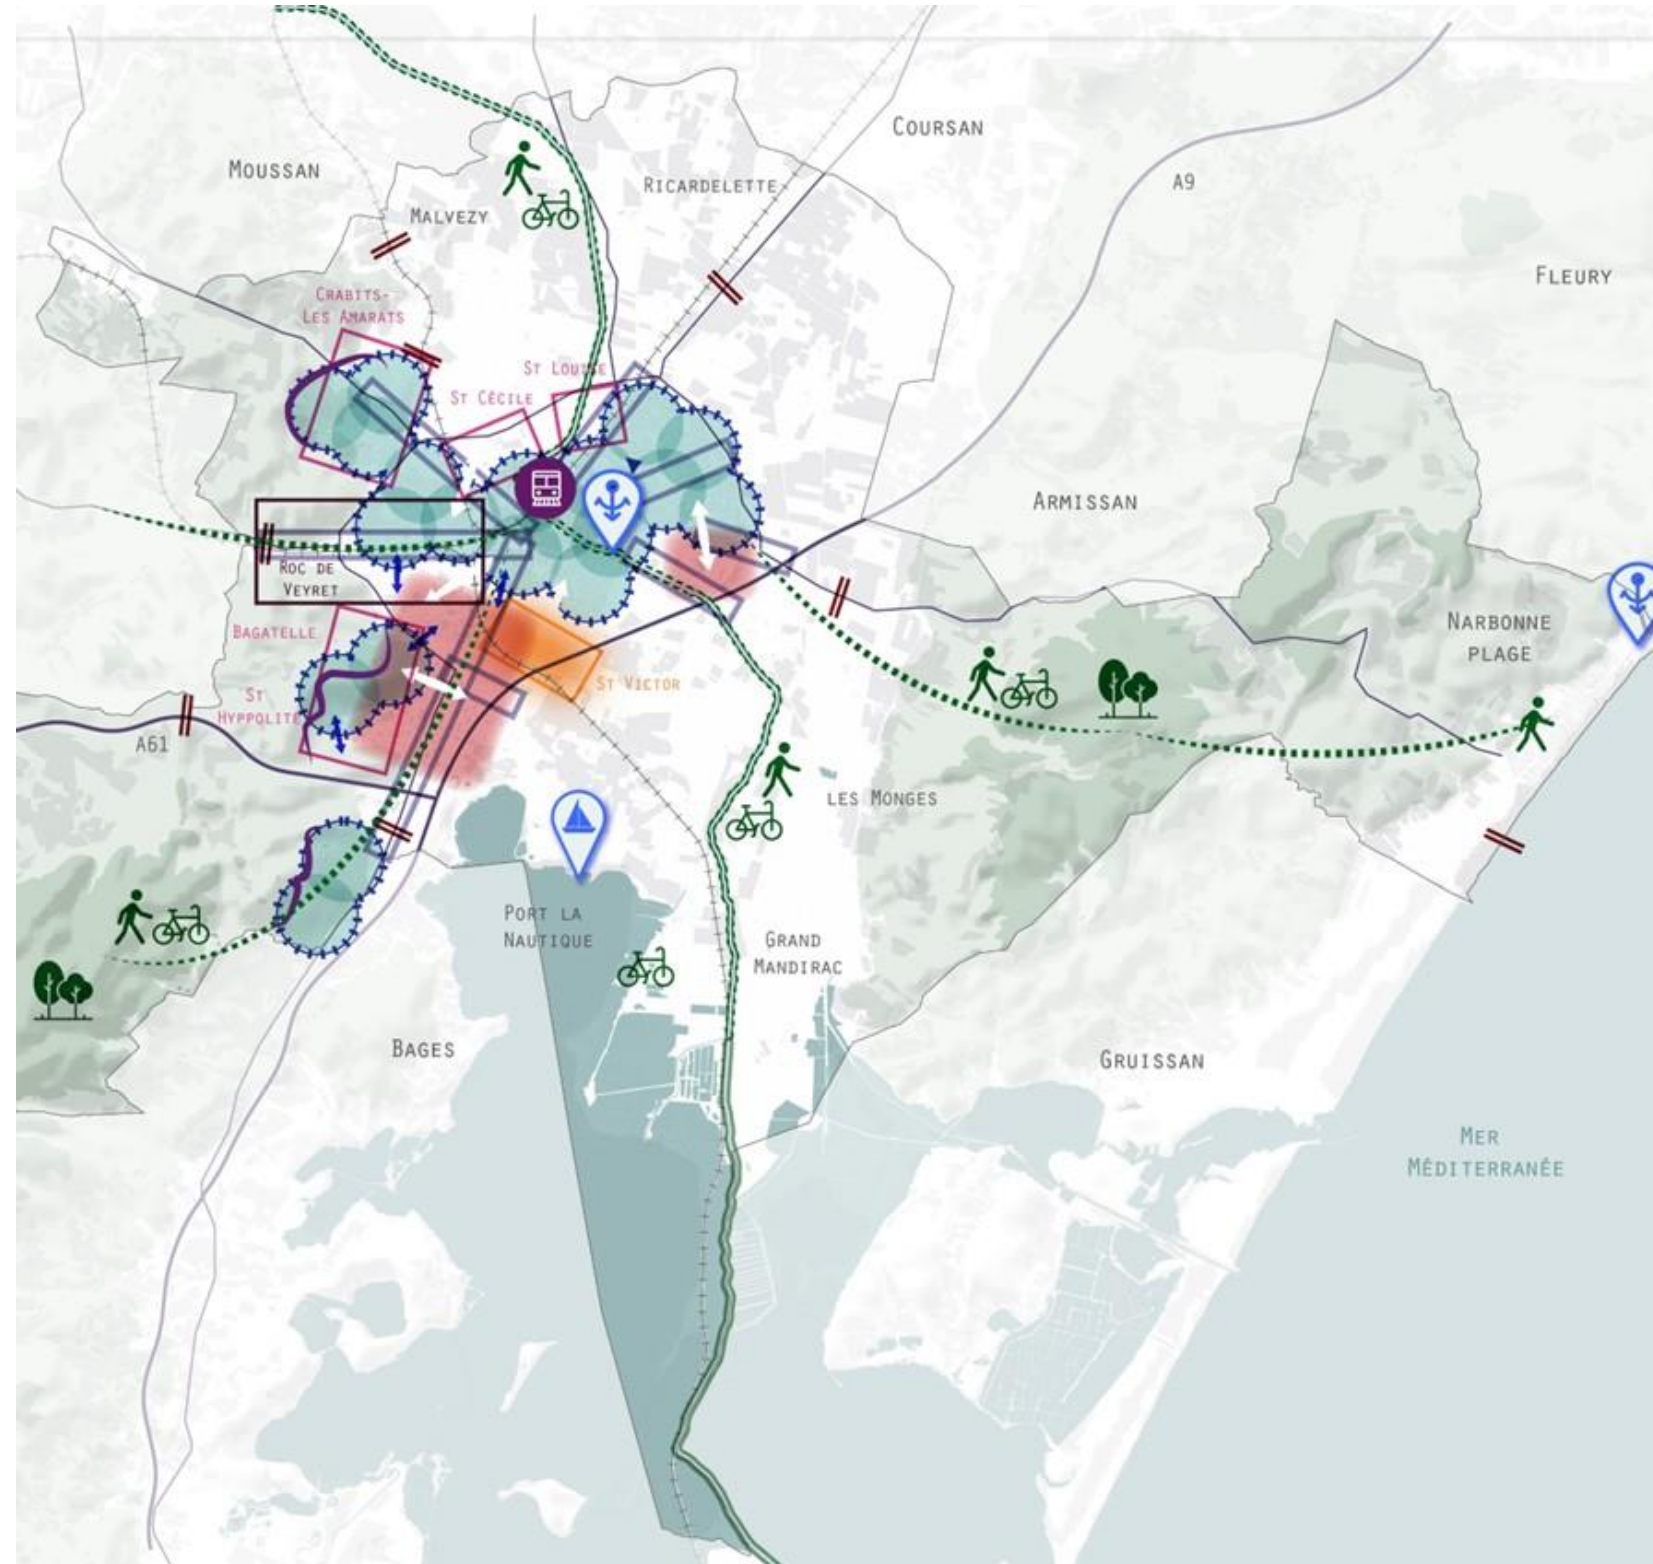 COURSAN
MOUSSAN
A9
RICARDELETTE
MALVEZY
FLEURY
CRABITS-
LES AMARATS
ST LOUISE
ST CÉCILE
ARMISSAN
ROC DE
VEYRET
NARBONNE
PLAGE
BAGATELLE
ST VICTOR
ST
HYPPOLITE
A61
LES MONGES
PORT LA
NAUTIQUE
GRAND
MANDIRAC
BAGES
GRUISSAN
MER
MÉDITERRANÉE